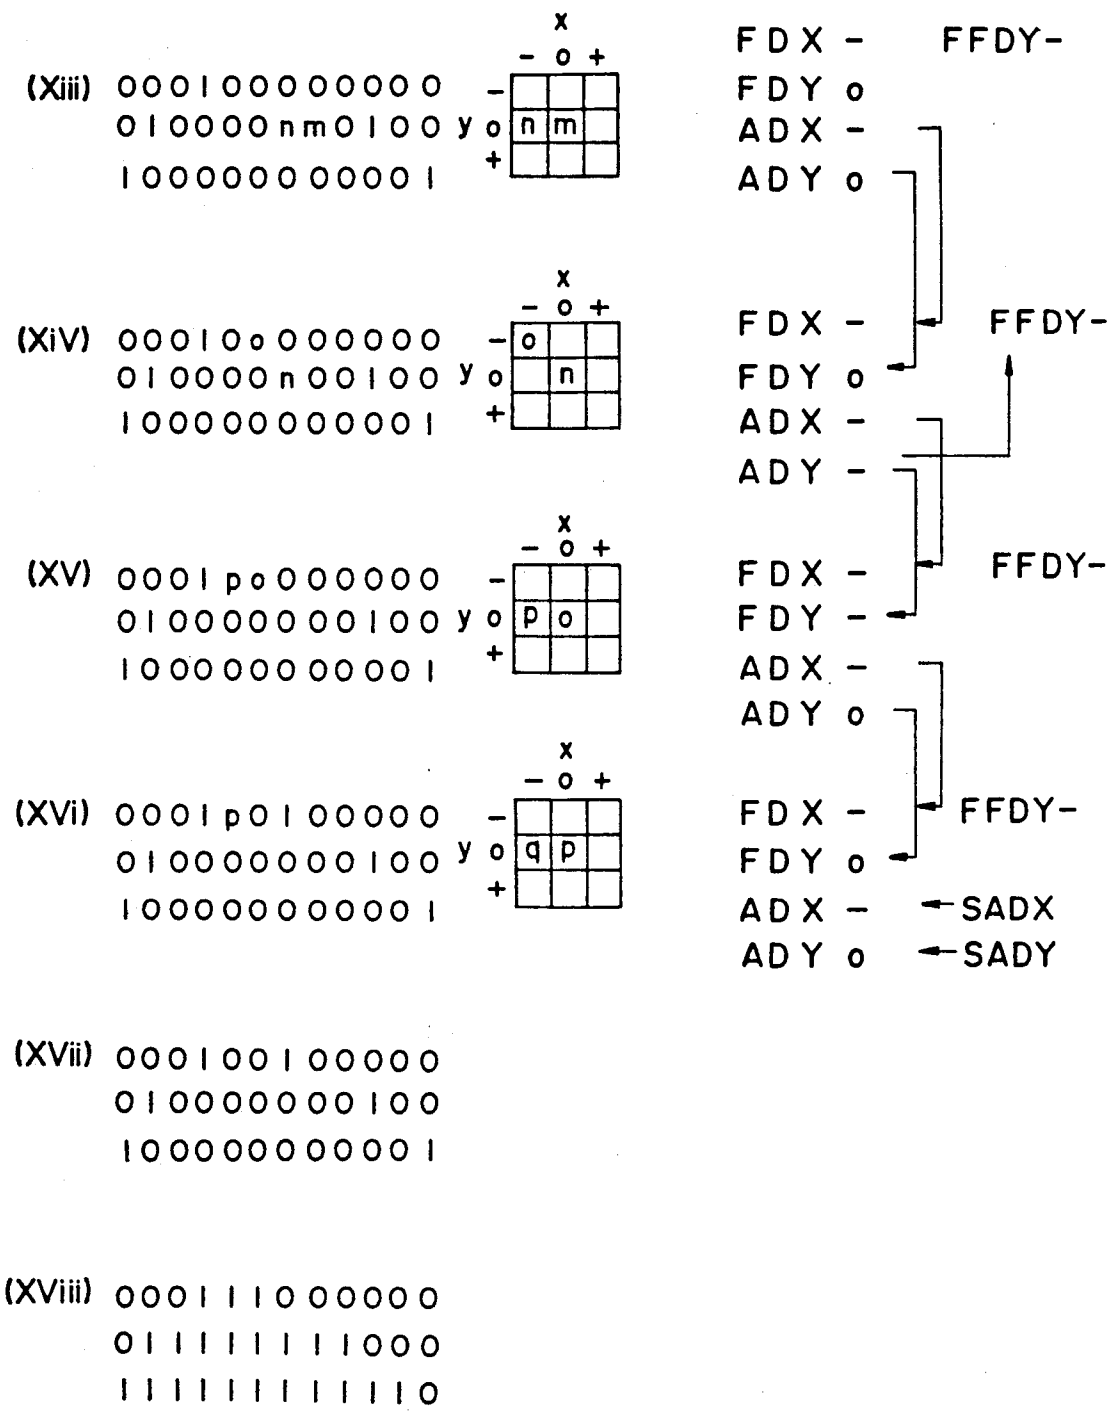 X
FDX - FFDY-
- o +
(Xiii) 000100000000 - FDY o
010000nm0100 y o n m ADX -
+
100000000001 ADY o
X
- o +
(XiV) 00010o000000 - o FDX - FFDY-
010000n00100 y o n FDY o
+
100000000001 ADX -
ADY -
X
- o +
(XV) 0001po000000 - FDX - FFDY-
010000000100 y o p o FDY -
+
100000000001 ADX -
ADY o
X
- o +
(XVi) 0001p0100000 - FDX - FFDY-
010000000100 y o q p FDY o
+
100000000001 ADX - ←SADX
ADY o ←SADY
(XVii) 000100100000
010000000100
100000000001
(XViii) 000111000000
011111111000
111111111110